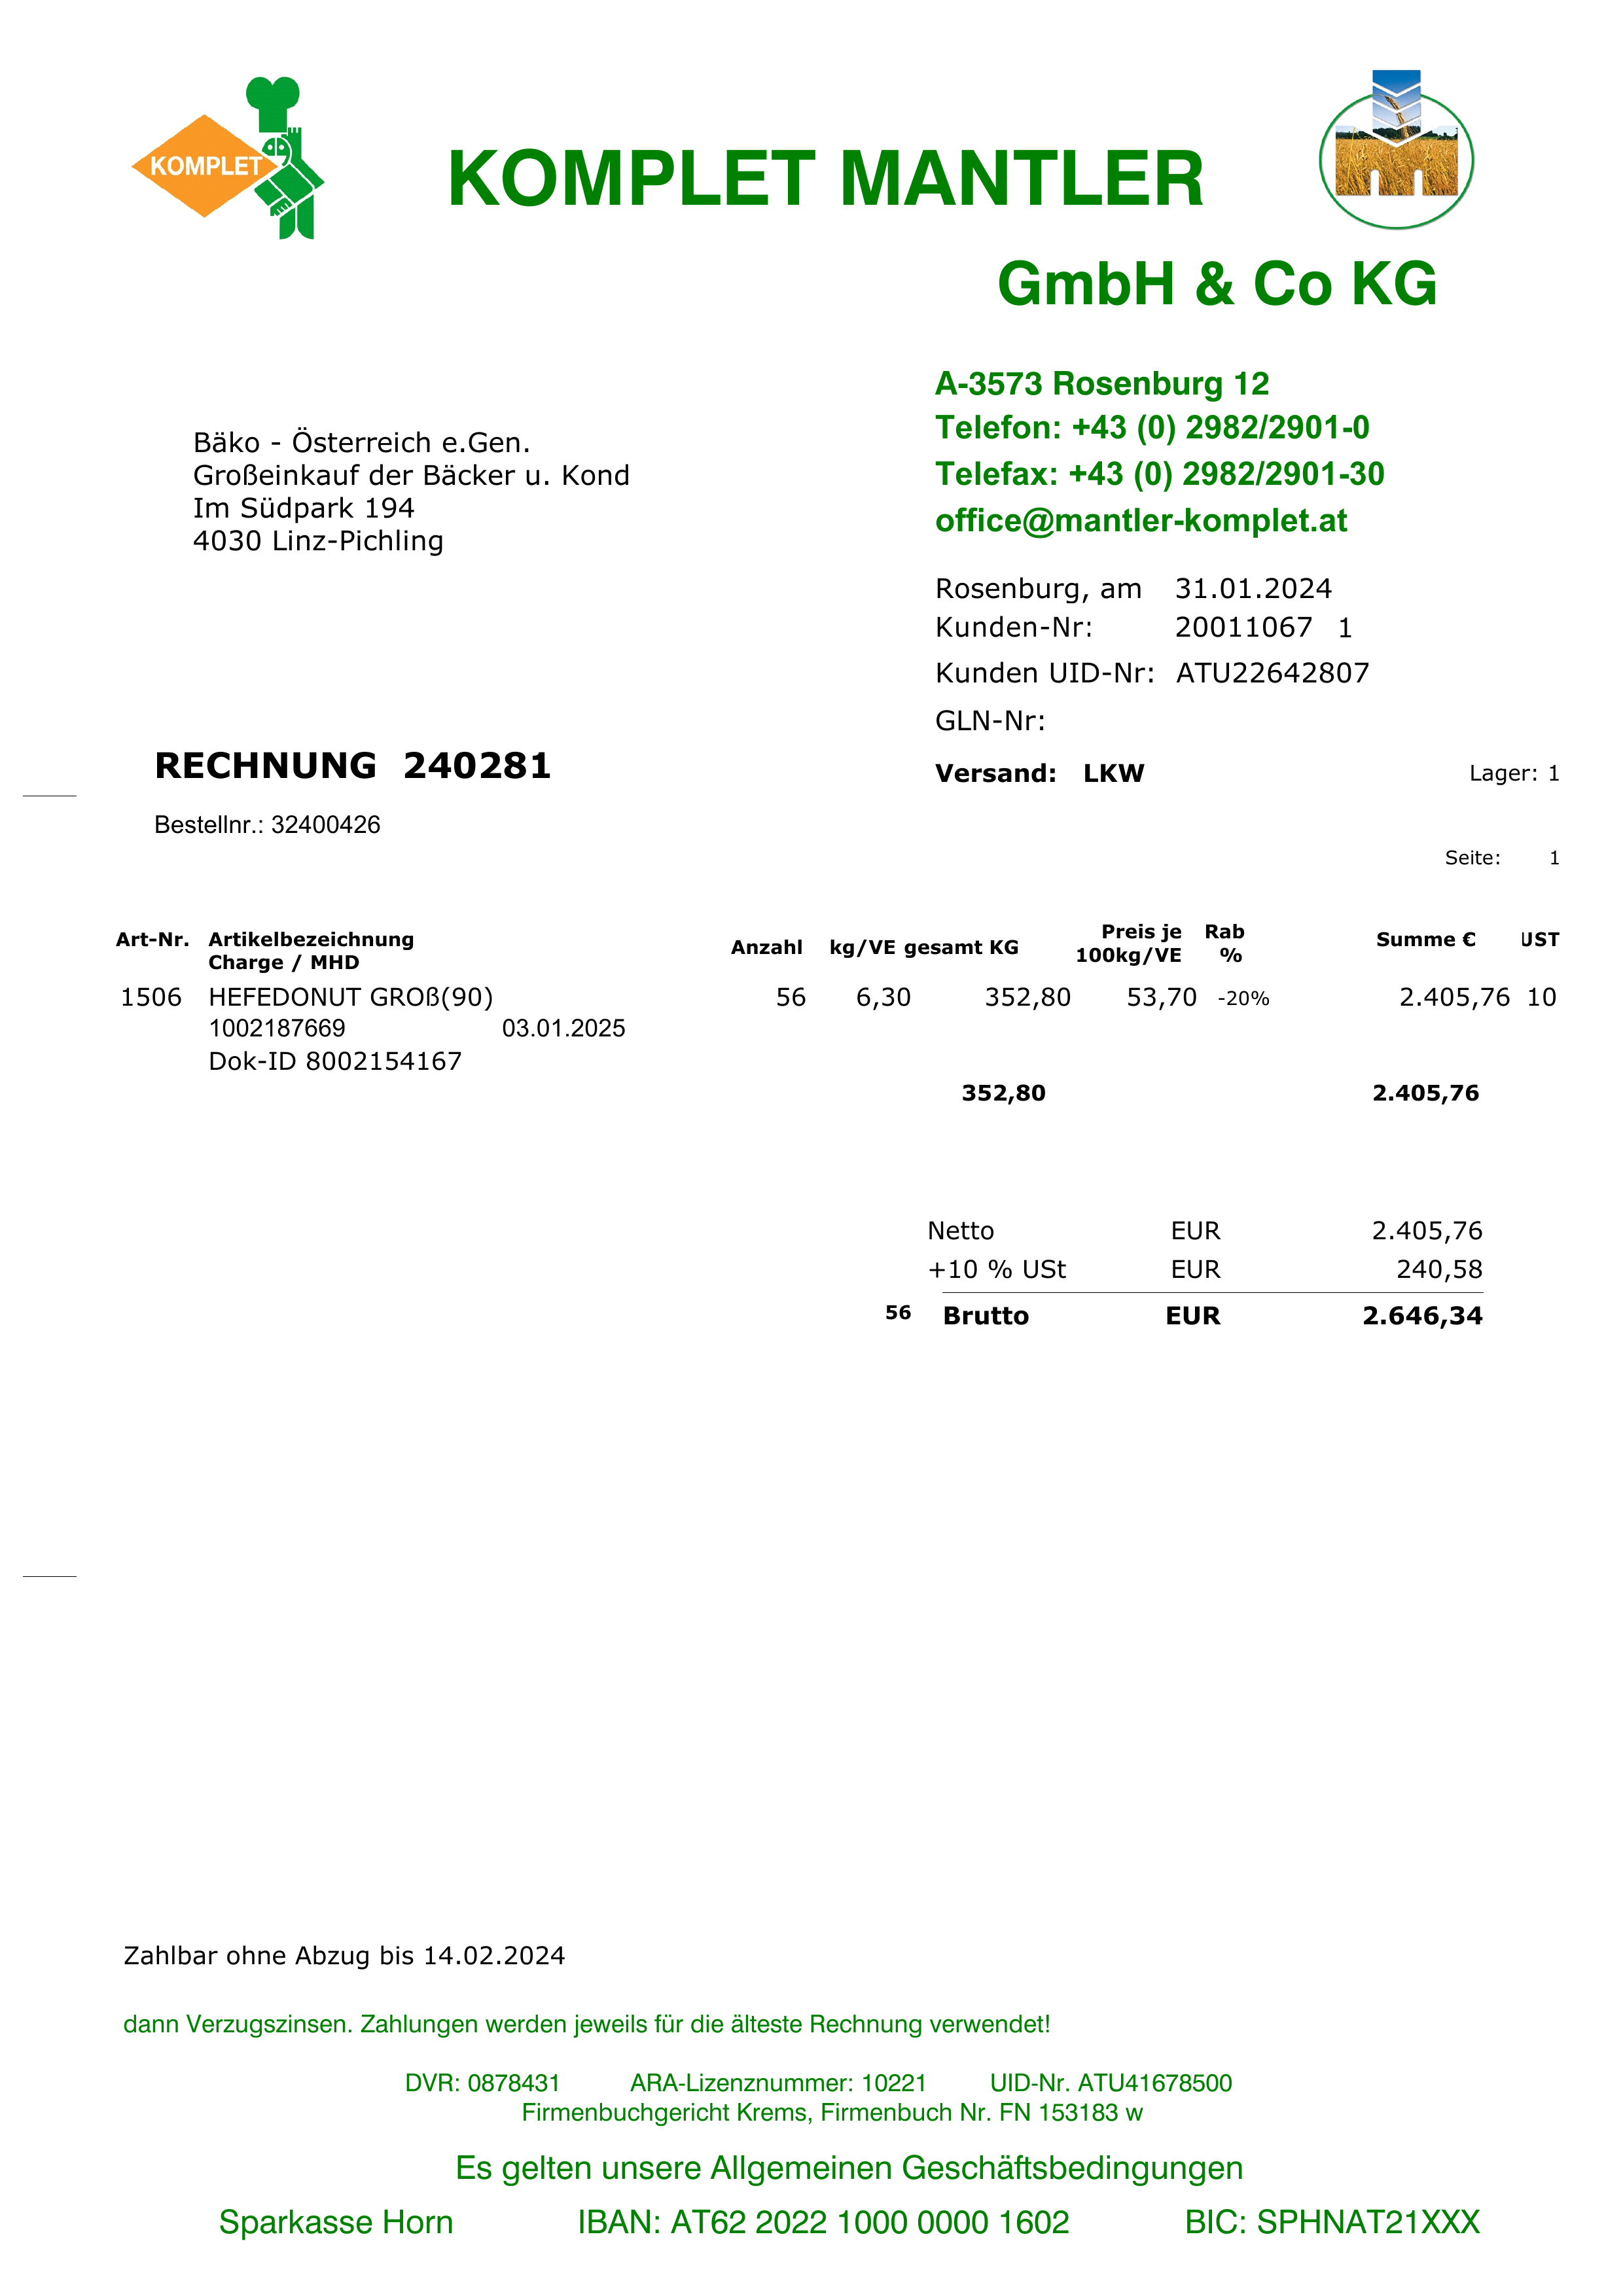 KOMPLET
KOMPLET MANTLER
GmbH & Co KG
A-3573 Rosenburg 12
Telefon: +43 (0) 2982/2901-0
Telefax: +43 (0) 2982/2901-30
office@mantler-komplet.at
Bäko - Österreich e.Gen.
Großeinkauf der Bäcker u. Kond
Im Südpark 194
4030 Linz-Pichling
Rosenburg, am 31.01.2024
Kunden-Nr: 20011067 1
Kunden UID-Nr: ATU22642807
GLN-Nr:
RECHNUNG 240281
Versand: LKW Lager: 1
Bestellnr.: 32400426
Seite: 1
Art-Nr. Artikelbezeichnung Anzahl kg/VE gesamt KG Preis je Rab Summe € UST
Charge / MHD 100kg/VE %
1506 HEFEDONUT GROß(90) 56 6,30 352,80 53,70 -20% 2.405,76 10
1002187669 03.01.2025
Dok-ID 8002154167
352,80 2.405,76
Netto EUR 2.405,76
+10 % USt EUR 240,58
56 Brutto EUR 2.646,34
Zahlbar ohne Abzug bis 14.02.2024
dann Verzugszinsen. Zahlungen werden jeweils für die älteste Rechnung verwendet!
DVR: 0878431 ARA-Lizenznummer: 10221 UID-Nr. ATU41678500
Firmenbuchgericht Krems, Firmenbuch Nr. FN 153183 w
Es gelten unsere Allgemeinen Geschäftsbedingungen
Sparkasse Horn IBAN: AT62 2022 1000 0000 1602 BIC: SPHNAT21XXX